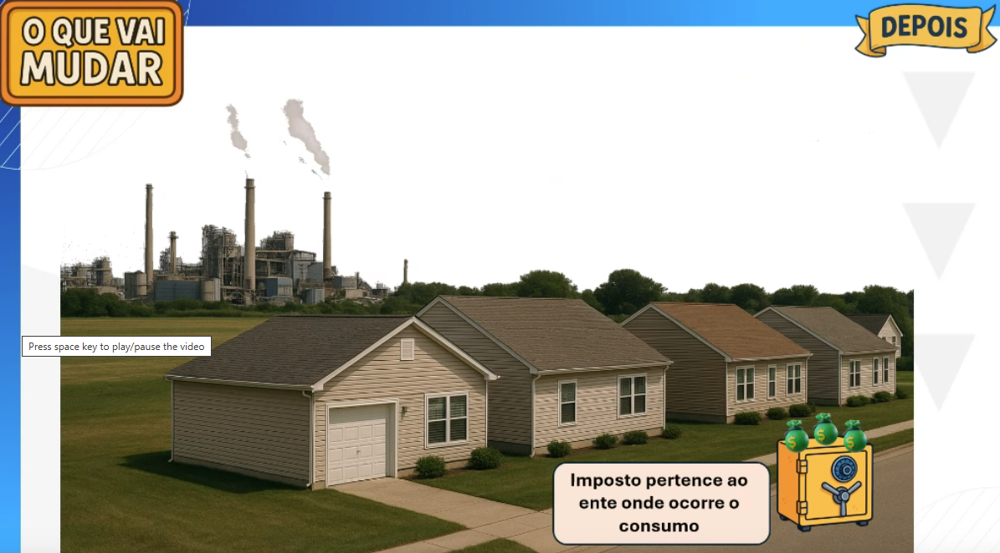 O QUE VAI
MUDAR
DEPOIS
Press space key to play/pause the video
Imposto pertence ao
ente onde ocorre o
consumo
$ $ $